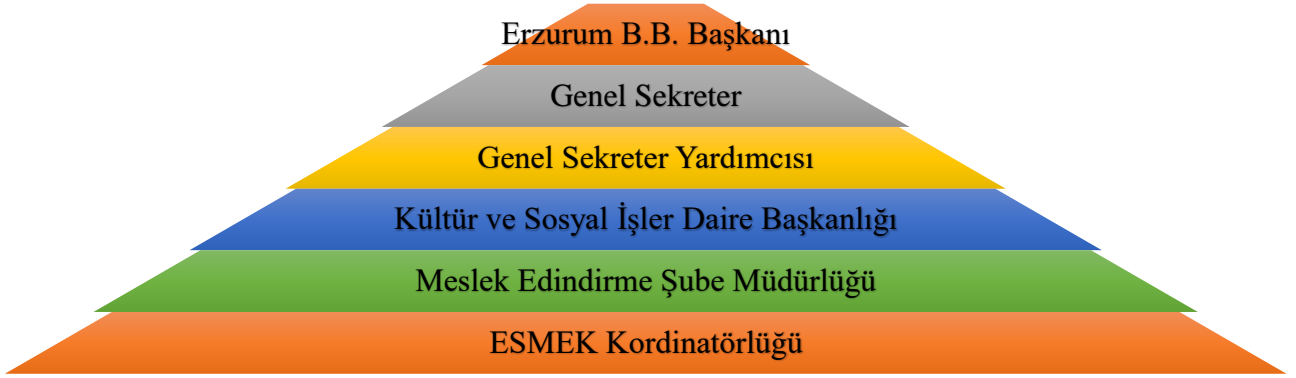 Erzurum B.B. Başkanı
Genel Sekreter
Genel Sekreter Yardımcısı
Kültür ve Sosyal İşler Daire Başkanlığı
Meslek Edindirme Şube Müdürlüğü
ESMEK Kordinatörlüğü